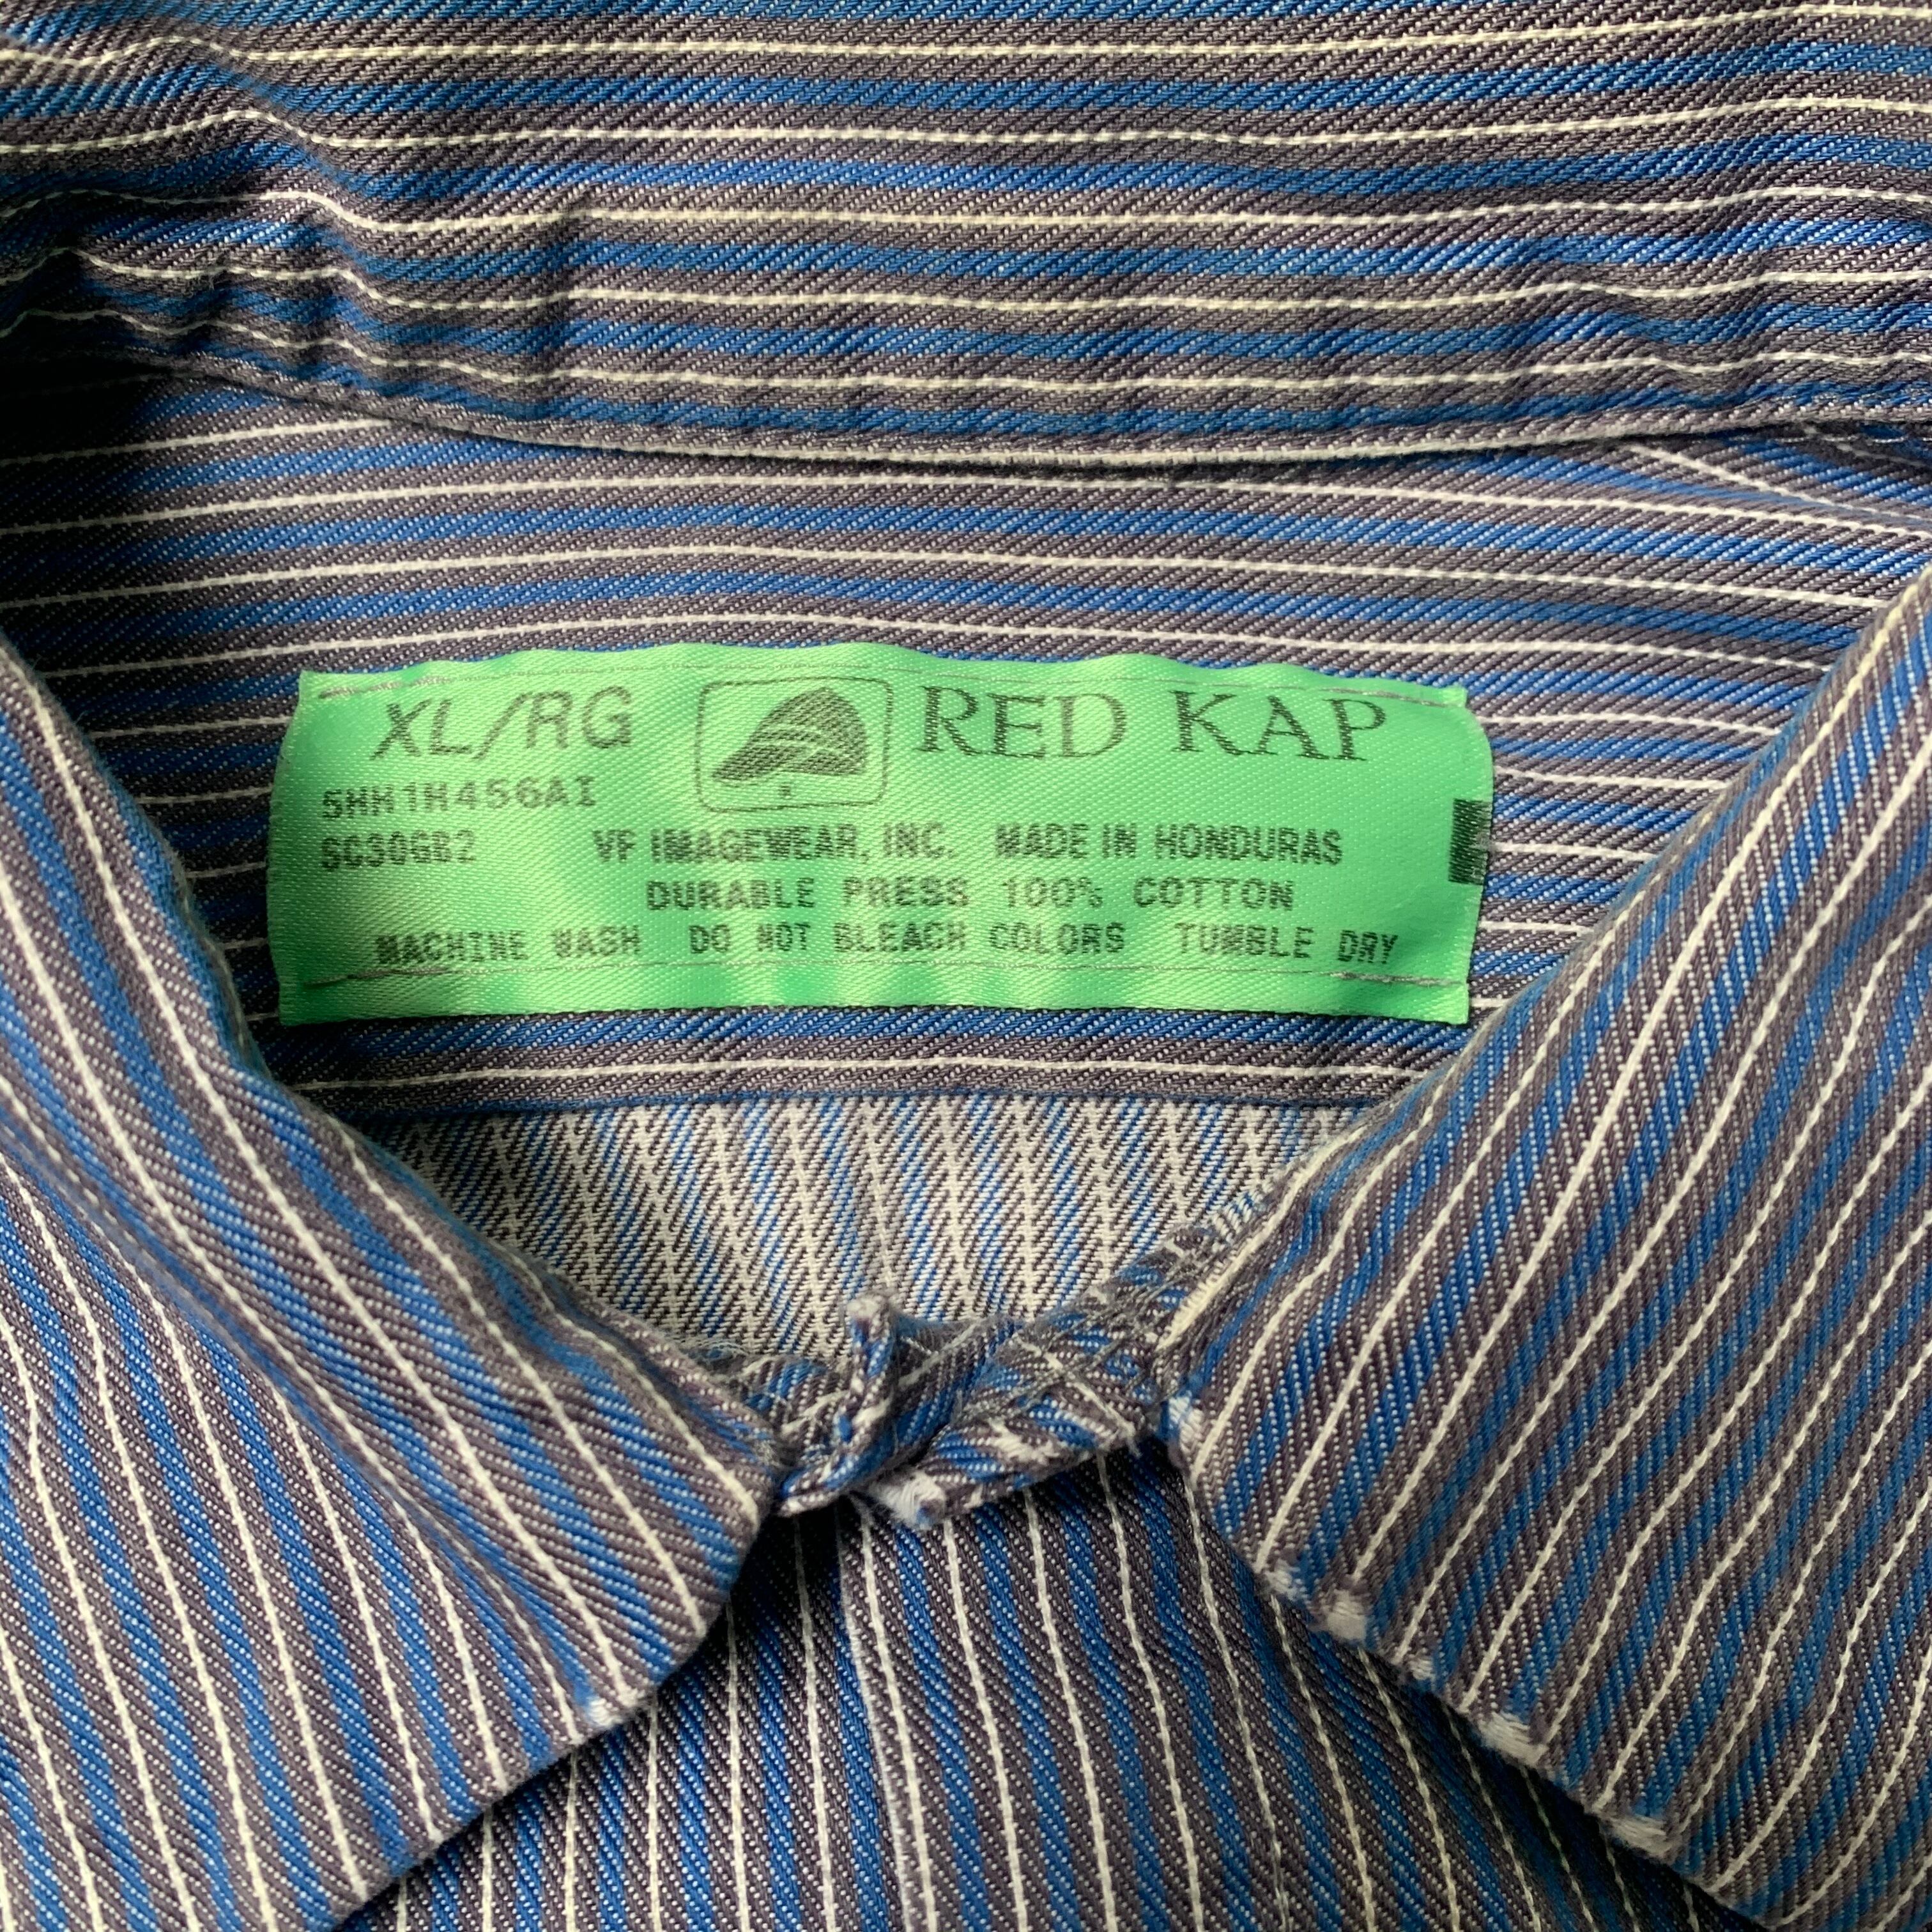 XL/RG RED KAP
5HH1H456AI
SC30GB2 VF IMAGEWEAR, INC. MADE IN HONDURAS
DURABLE PRESS 100% COTTON
MACHINE WASH DO NOT BLEACH COLORS TUMBLE DRY